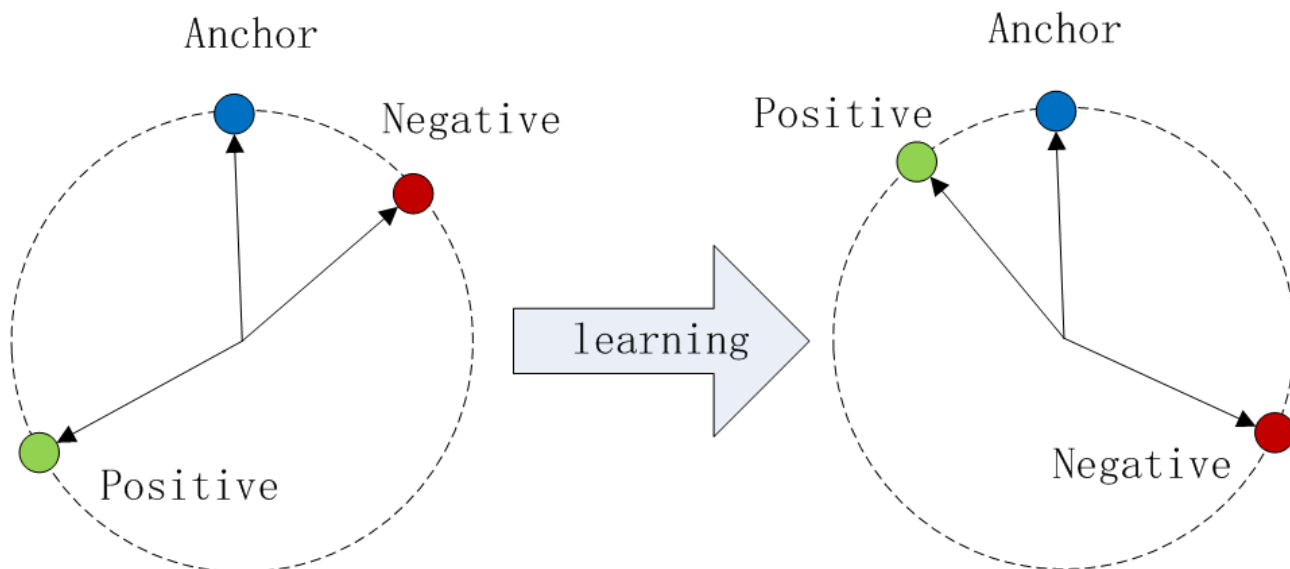 Anchor
Negative
Positive
learning
Anchor
Positive
Negative